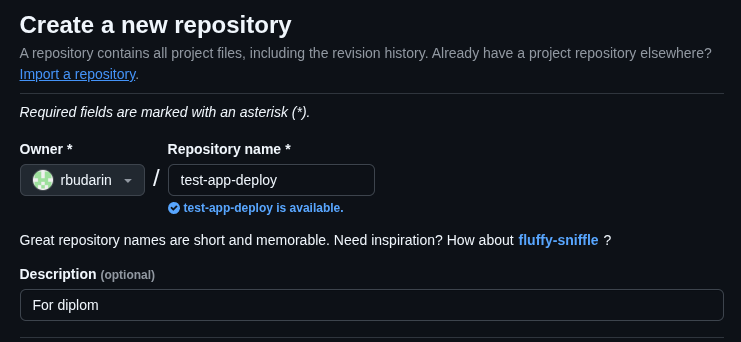 Create a new repository
A repository contains all project files, including the revision history. Already have a project repository elsewhere?
Import a repository.
Required fields are marked with an asterisk (*).
Owner * Repository name *
rbudarin / test-app-deploy
test-app-deploy is available.
Great repository names are short and memorable. Need inspiration? How about fluffy-sniffle ?
Description (optional)
For diplom